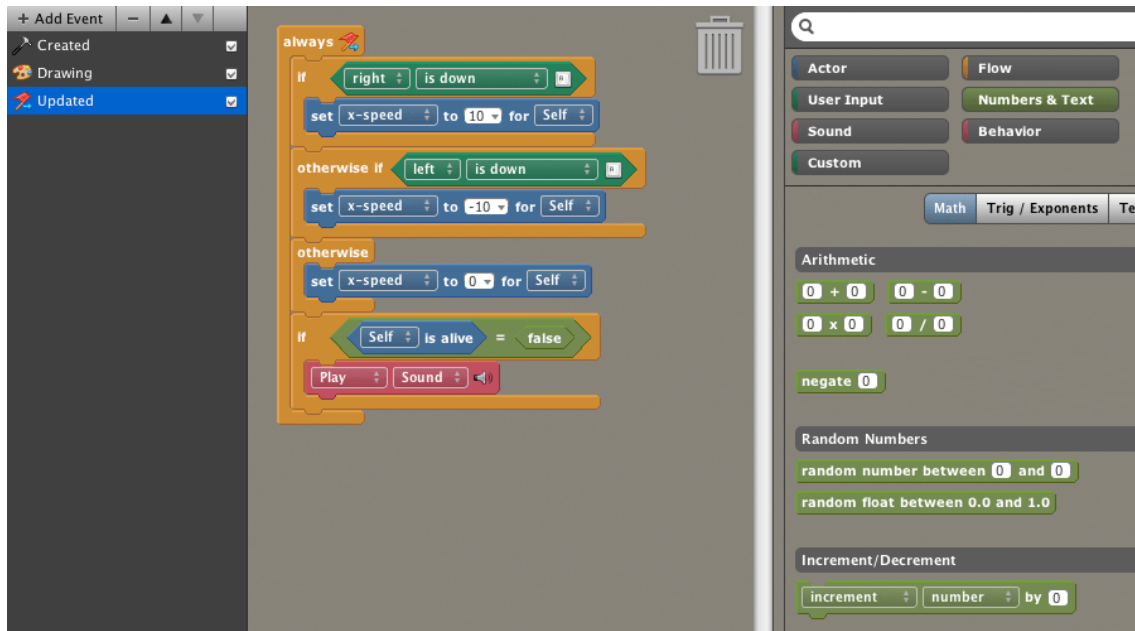 + Add Event − ▲ ▼
Created
Drawing
Updated
always
if right is down
set x-speed to 10 for Self
otherwise if left is down
set x-speed to -10 for Self
otherwise
set x-speed to 0 for Self
if Self is alive = false
Play Sound
Actor Flow
User Input Numbers & Text
Sound Behavior
Custom
Math Trig / Exponents Te
Arithmetic
0 + 0 0 - 0
0 x 0 0 / 0
negate 0
Random Numbers
random number between 0 and 0
random float between 0.0 and 1.0
Increment/Decrement
increment number by 0